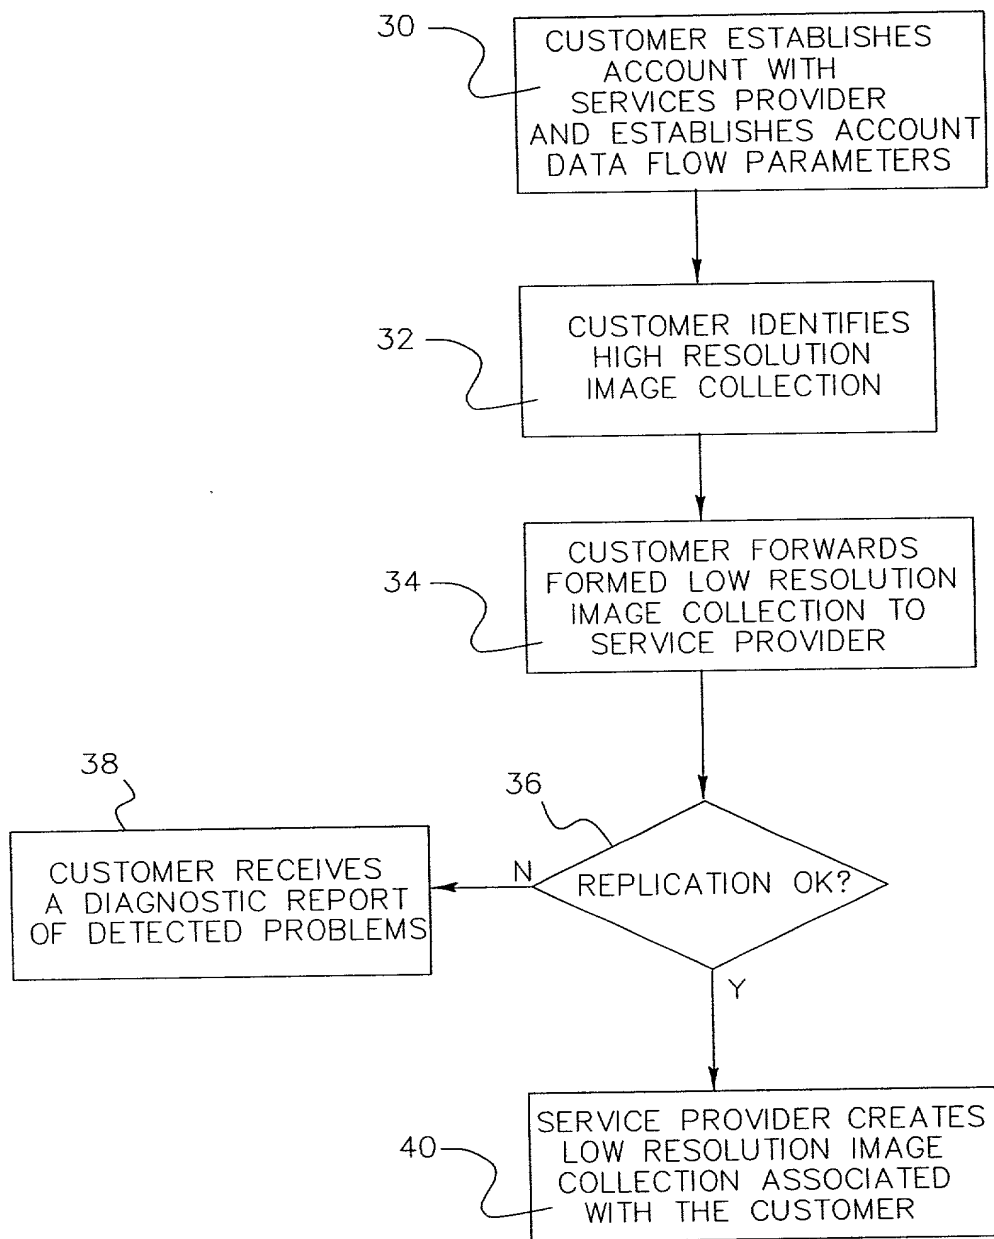 30
CUSTOMER ESTABLISHES
ACCOUNT WITH
SERVICES PROVIDER
AND ESTABLISHES ACCOUNT
DATA FLOW PARAMETERS
32
CUSTOMER IDENTIFIES
HIGH RESOLUTION
IMAGE COLLECTION
34
CUSTOMER FORWARDS
FORMED LOW RESOLUTION
IMAGE COLLECTION TO
SERVICE PROVIDER
36
REPLICATION OK?
N
38
CUSTOMER RECEIVES
A DIAGNOSTIC REPORT
OF DETECTED PROBLEMS
Y
40
SERVICE PROVIDER CREATES
LOW RESOLUTION IMAGE
COLLECTION ASSOCIATED
WITH THE CUSTOMER